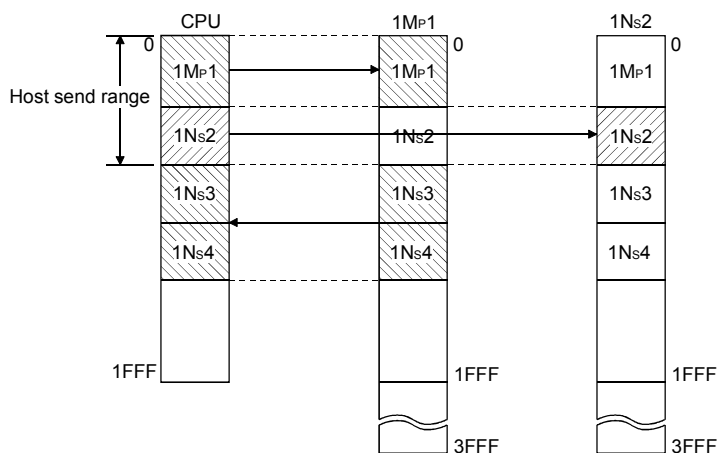 CPU 1MP1 1NS2
0 0 0
1MP1 1MP1 1MP1
Host send range
1NS2 1NS2 1NS2
1NS3 1NS3 1NS3
1NS4 1NS4 1NS4
1FFF 1FFF 1FFF
3FFF 3FFF